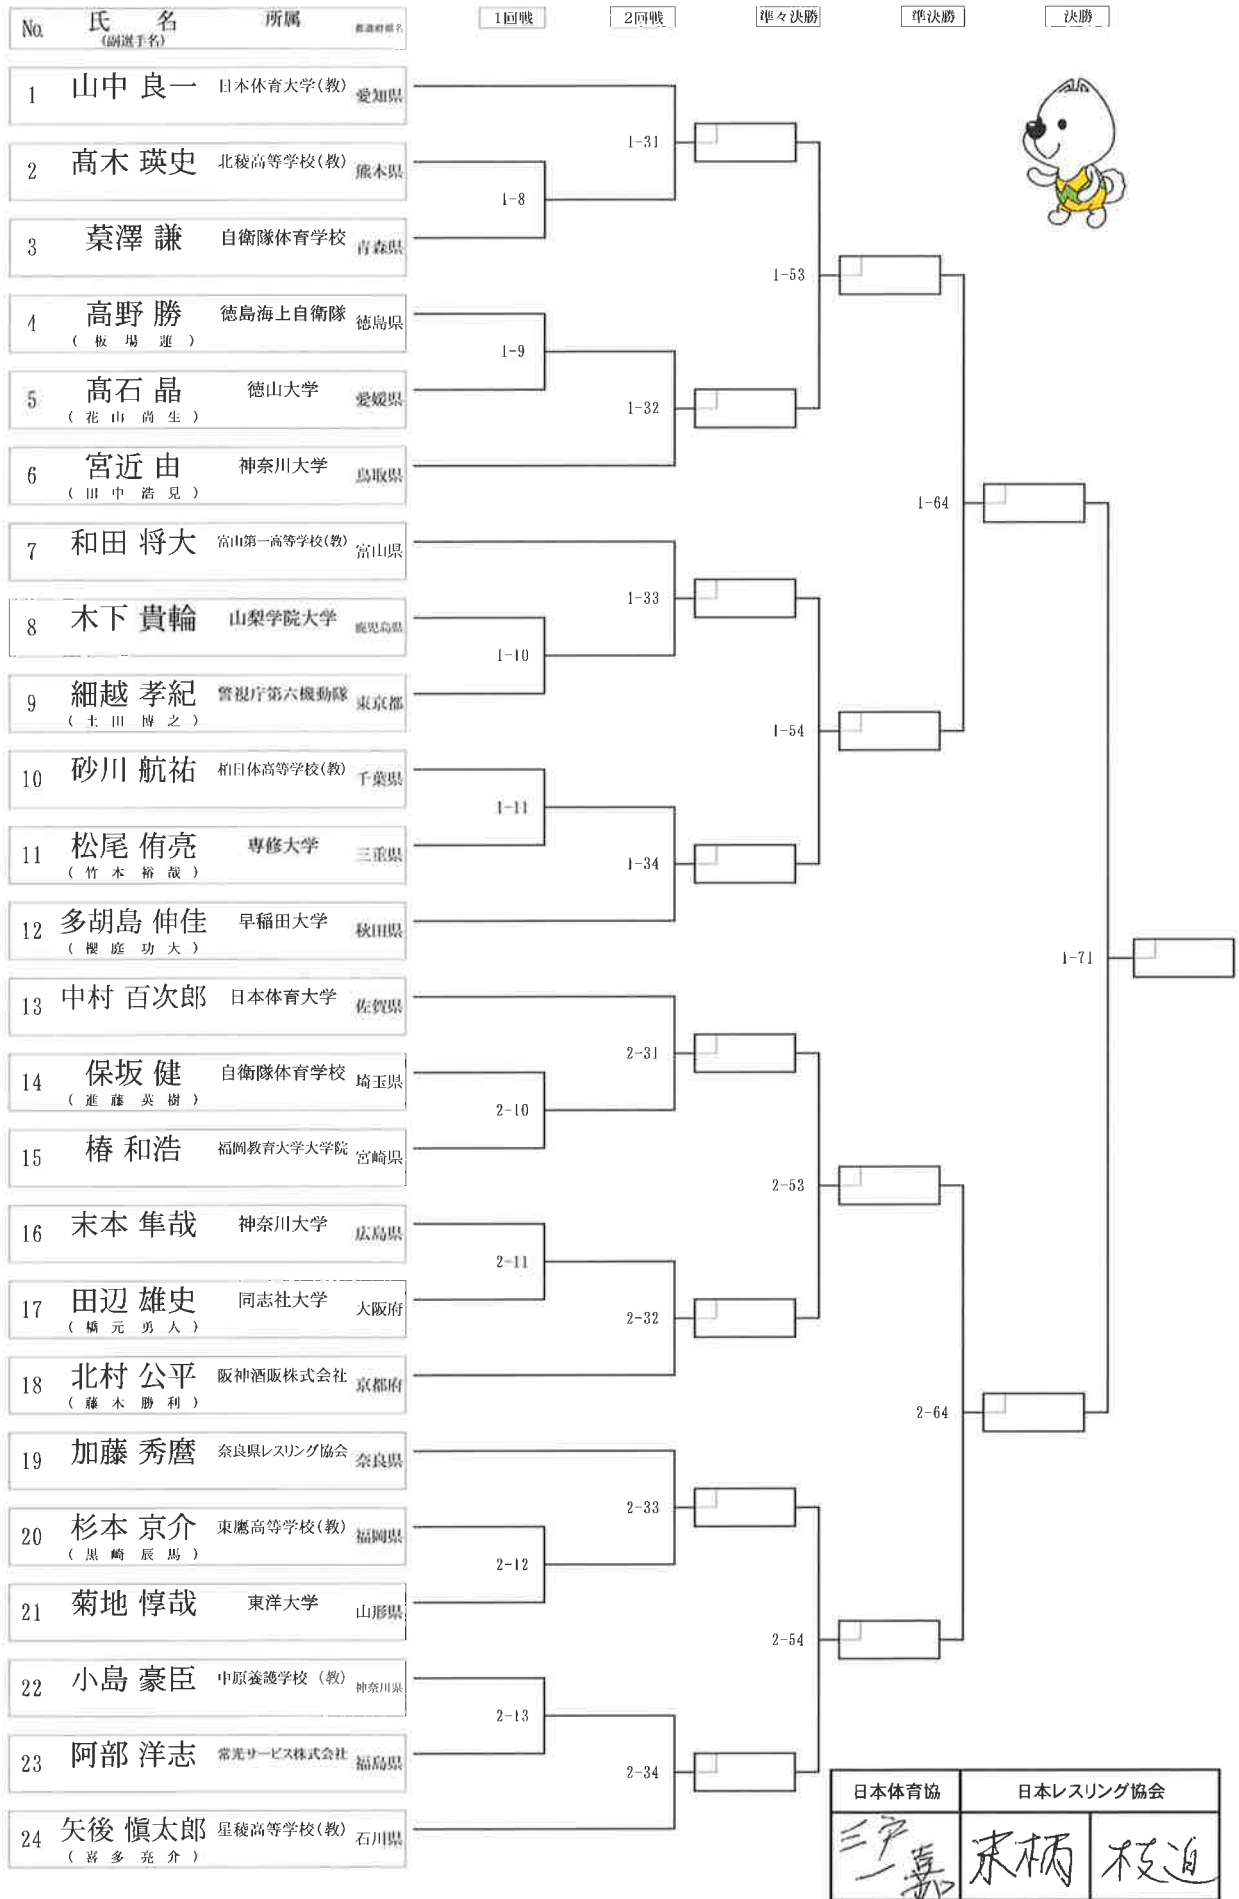 No. 氏 名 所属 都道府県名 1回戦 2回戦 準々決勝 準決勝 決勝
(副選手名)
1 山中 良一 日本体育大学(教) 愛知県
1-31
2 髙木 瑛史 北稜高等学校(教) 熊本県
1-8
3 葉澤 謙 自衛隊体育学校 青森県
1-53
4 高野 勝 徳島海上自衛隊 徳島県
(板場 蓮)
1-9
5 髙石 晶 徳山大学 愛媛県
(花山 尚生)
1-32
6 宮近 由 神奈川大学 鳥取県
(田中 浩見)
1-64
7 和田 将大 富山第一高等学校(教) 富山県
1-33
8 木下 貴輪 山梨学院大学 鹿児島県
1-10
9 細越 孝紀 警視庁第六機動隊 東京都
(土田 博之)
1-54
10 砂川 航祐 柏日体高等学校(教) 千葉県
1-11
11 松尾 侑亮 専修大学 三重県
(竹本 裕哉)
1-34
12 多胡島 伸佳 早稲田大学 秋田県
(櫻庭 功大)
1-71
13 中村 百次郎 日本体育大学 佐賀県
2-31
14 保坂 健 自衛隊体育学校 埼玉県
(進藤 英樹)
2-10
15 椿 和浩 福岡教育大学大学院 宮崎県
2-53
16 末本 隼哉 神奈川大学 広島県
2-11
17 田辺 雄史 同志社大学 大阪府
(橋元 勇人)
2-32
18 北村 公平 阪神酒販株式会社 京都府
(藤木 勝利)
2-64
19 加藤 秀麿 奈良県レスリング協会 奈良県
2-33
20 杉本 京介 東鷹高等学校(教) 福岡県
(黒崎 辰馬)
2-12
21 菊地 惇哉 東洋大学 山形県
2-54
22 小島 豪臣 中原養護学校 (教) 神奈川県
2-13
23 阿部 洋志 常光サービス株式会社 福島県
2-34
日本体育協 日本レスリング協会
24 矢後 愼太郎 星稜高等学校(教) 石川県
(喜多 亮介)
三戸一嘉 末柄 枝迫